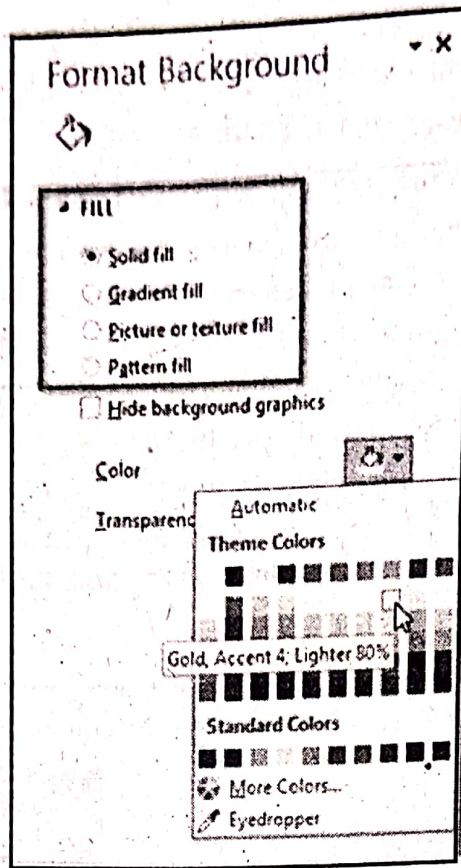 Format Background
FILL
Solid fill
Gradient fill
Picture or texture fill
Pattern fill
Hide background graphics
Color
Transparenc
Automatic
Theme Colors
Gold, Accent 4; Lighter 80%
Standard Colors
More Colors...
Eyedropper